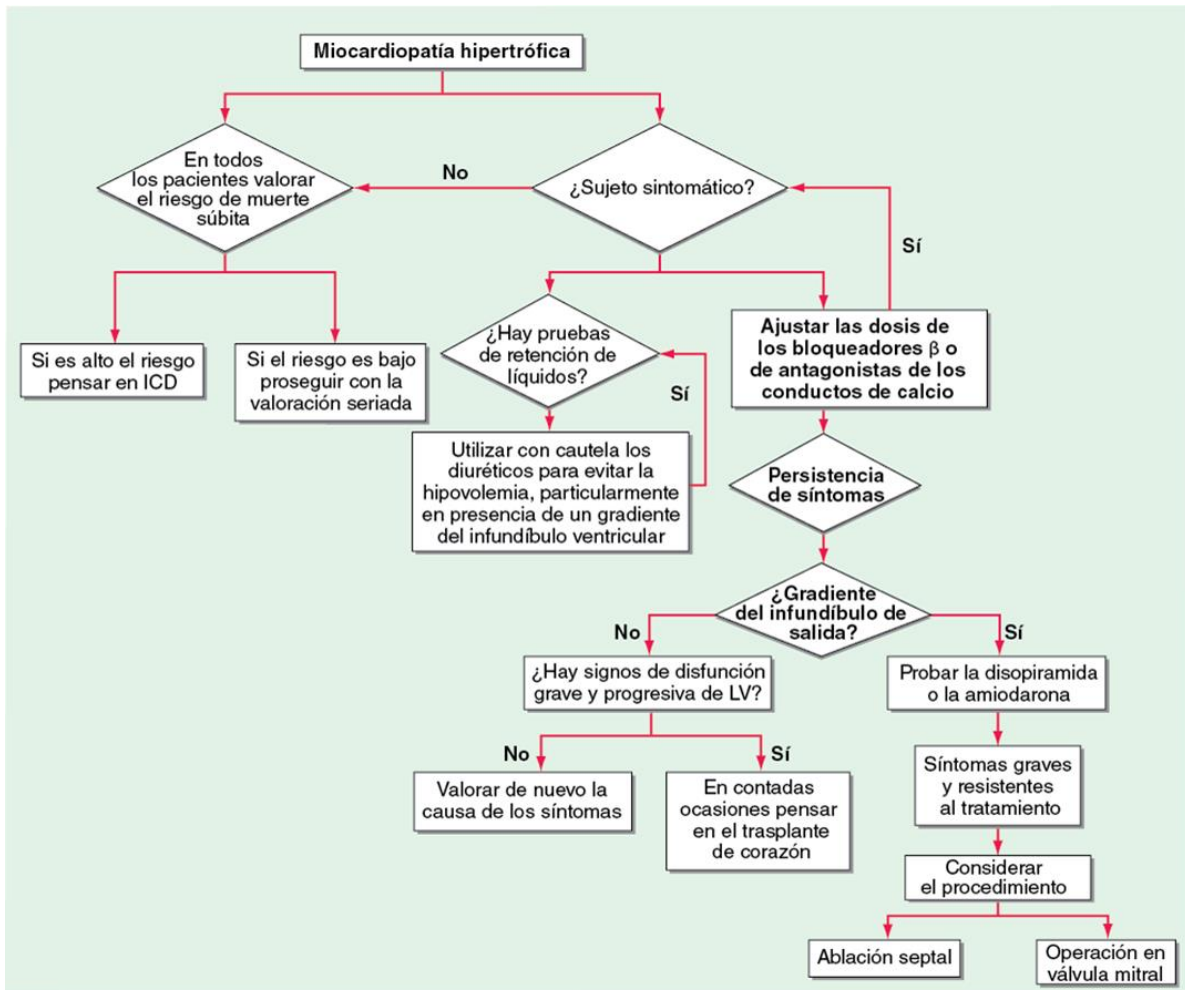 Miocardiopatía hipertrófica
En todos
los pacientes valorar
el riesgo de muerte
súbita
No
¿Sujeto sintomático?
Sí
Si es alto el riesgo
pensar en ICD
Si el riesgo es bajo
proseguir con la
valoración seriada
¿Hay pruebas
de retención de
líquidos?
Sí
Ajustar las dosis de
los bloqueadores β o
de antagonistas de los
conductos de calcio
Utilizar con cautela los
diuréticos para evitar la
hipovolemia, particularmente
en presencia de un gradiente
del infundíbulo ventricular
Persistencia
de síntomas
¿Gradiente
del infundíbulo de
salida?
No
Sí
¿Hay signos de disfunción
grave y progresiva de LV?
Probar la disopiramida
o la amiodarona
No
Sí
Valorar de nuevo la
causa de los síntomas
En contadas
ocasiones pensar
en el trasplante
de corazón
Síntomas graves
y resistentes
al tratamiento
Considerar
el procedimiento
Ablación septal
Operación en
válvula mitral